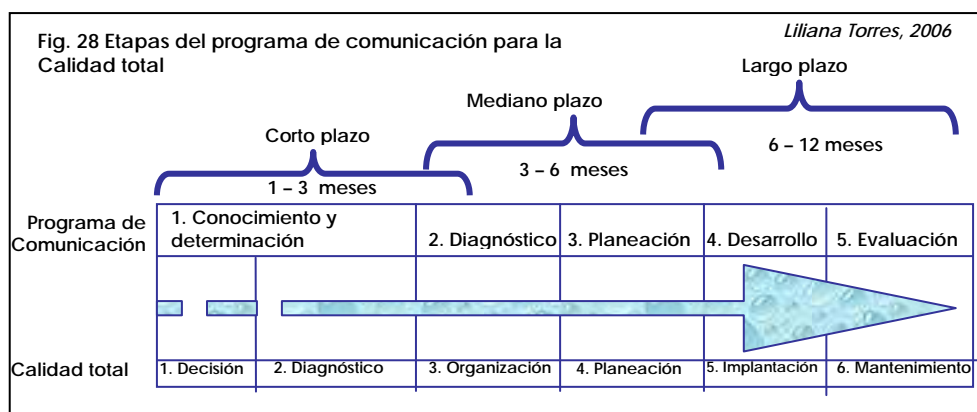 Fig. 28 Etapas del programa de comunicación para la
Calidad total
Liliana Torres, 2006
Largo plazo
Mediano plazo
Corto plazo
6 – 12 meses
3 – 6 meses
1 – 3 meses
Programa de
Comunicación
1. Conocimiento y
determinación
2. Diagnóstico
3. Planeación
4. Desarrollo
5. Evaluación
Calidad total
1. Decisión
2. Diagnóstico
3. Organización
4. Planeación
5. Implantación
6. Mantenimiento